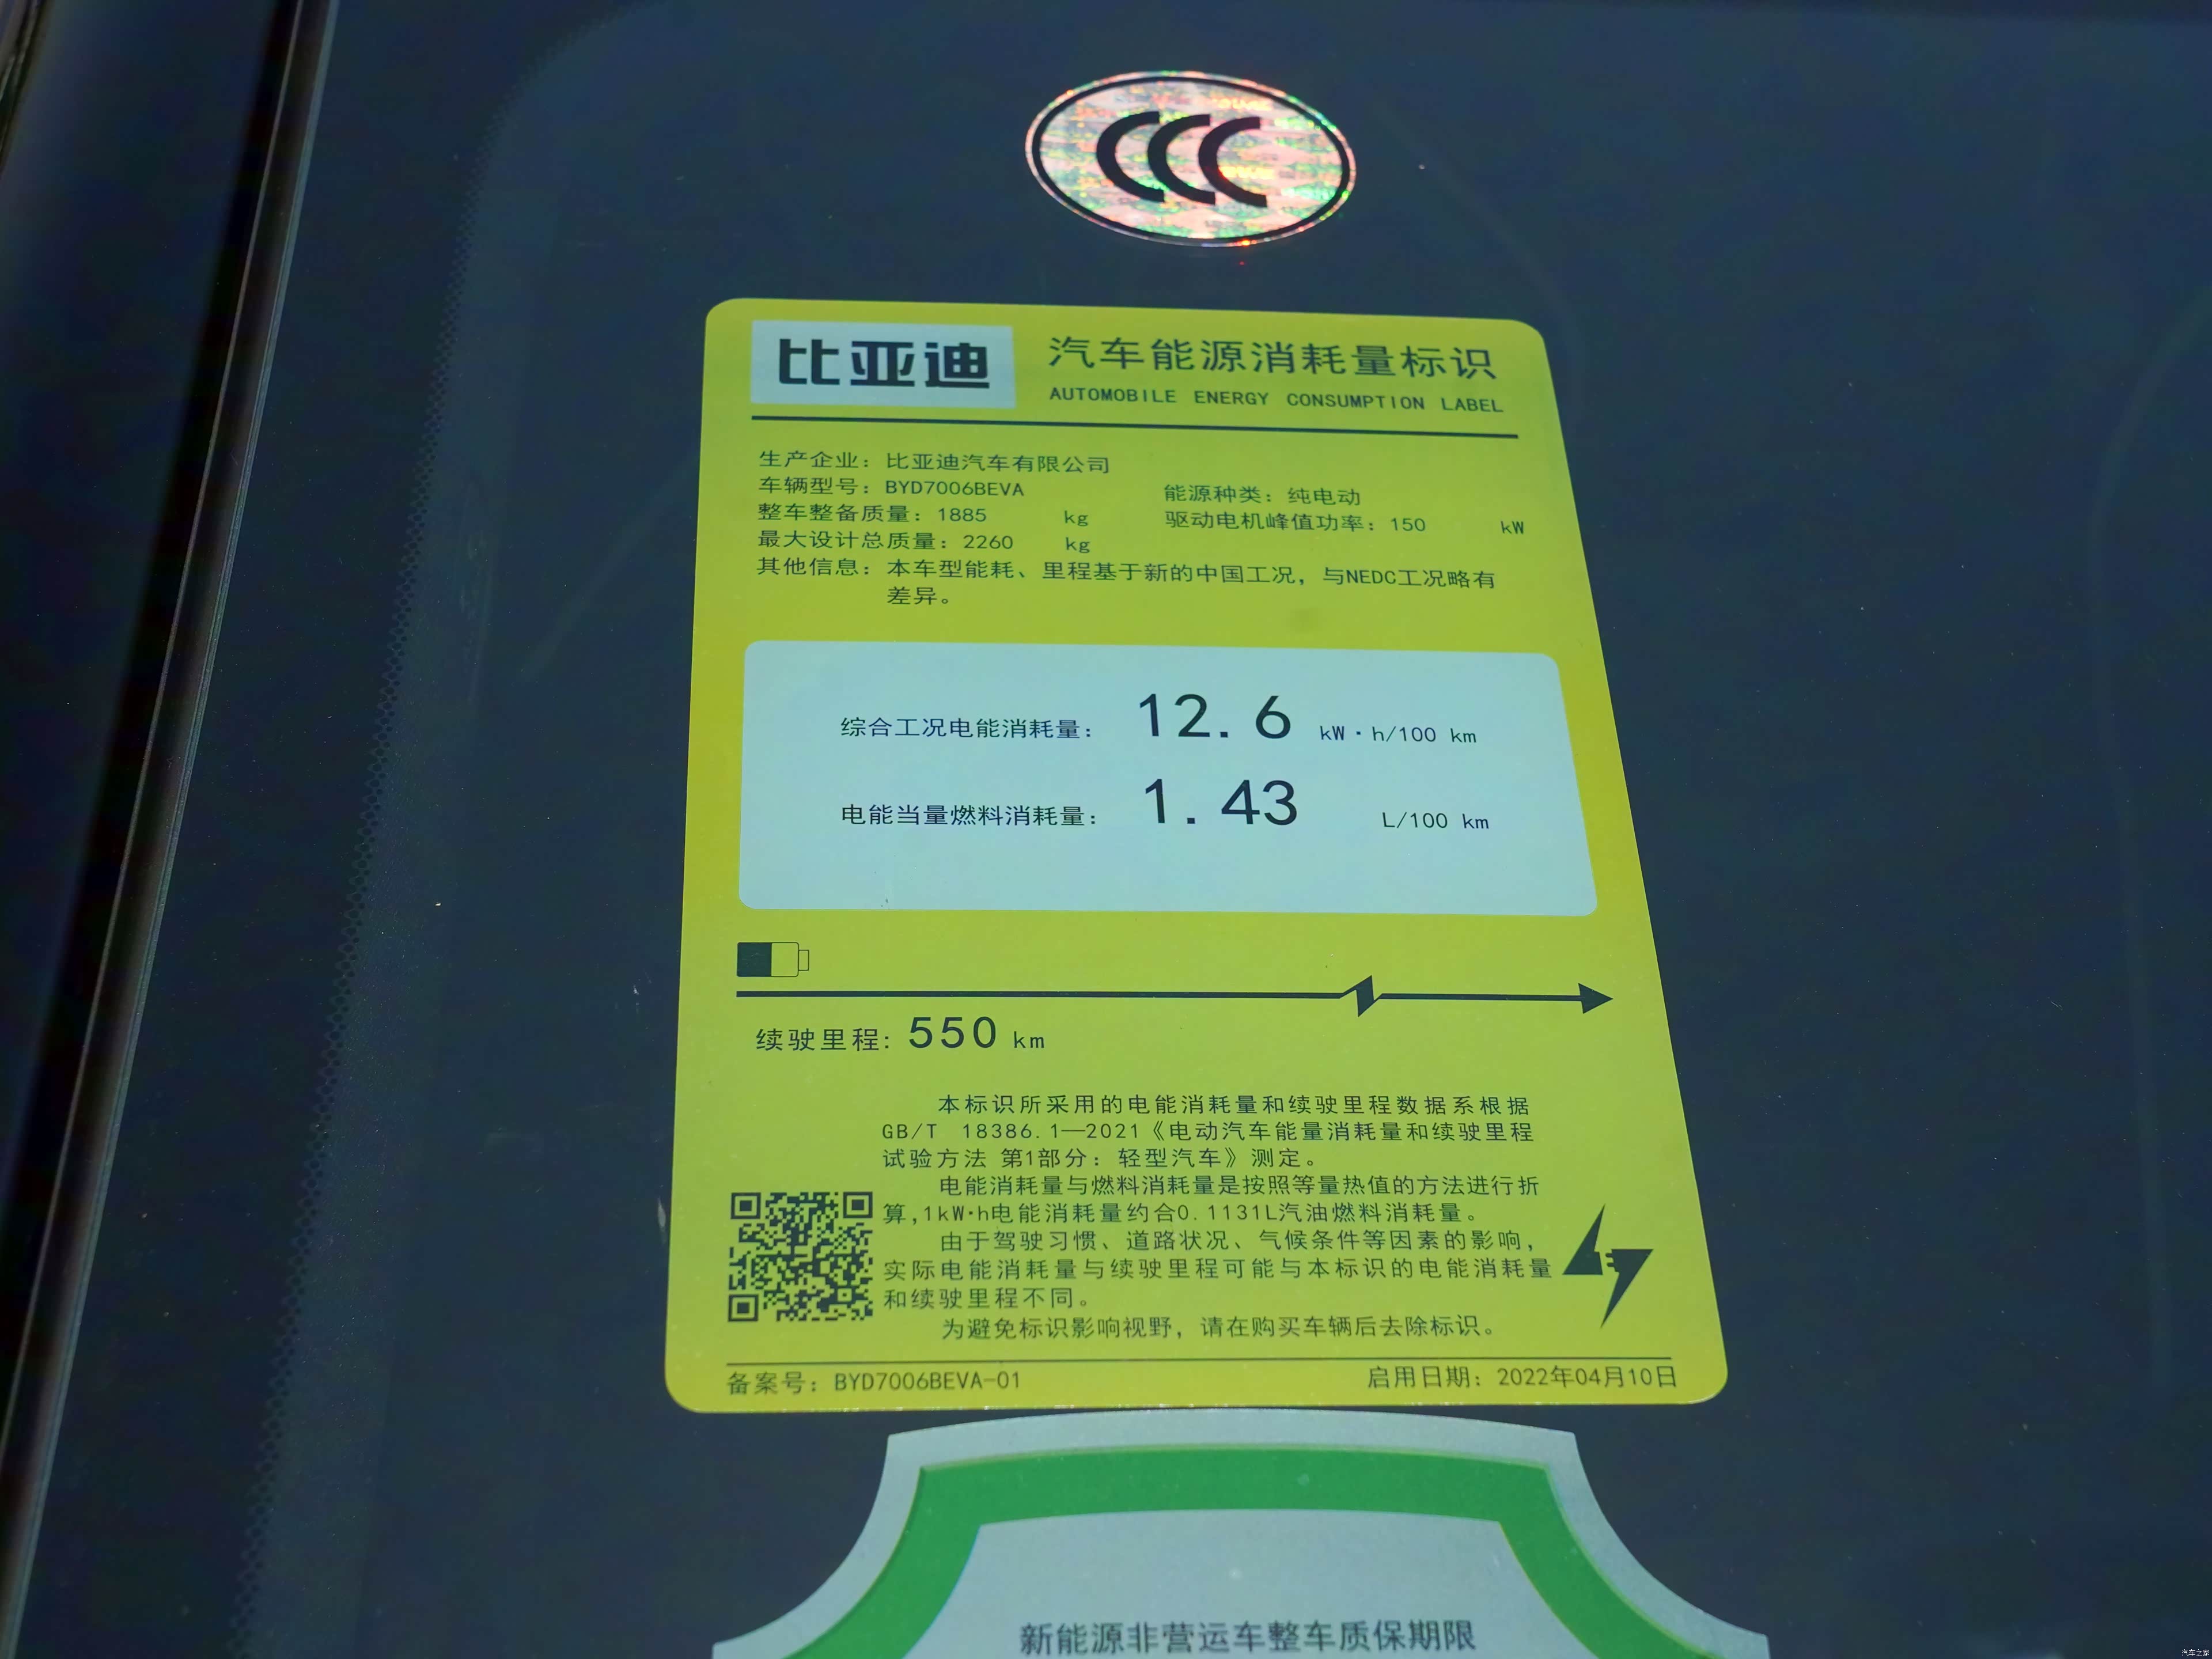 CCC
比亚迪 汽车能源消耗量标识
AUTOMOBILE ENERGY CONSUMPTION LABEL
生产企业：比亚迪汽车有限公司
车辆型号：BYD7006BEVA 能源种类：纯电动
整车整备质量：1885 kg 驱动电机峰值功率：150 kW
最大设计总质量：2260 kg
其他信息：本车型能耗、里程基于新的中国工况，与NEDC工况略有
差异。
综合工况电能消耗量： 12.6 kW·h/100 km
电能当量燃料消耗量： 1.43 L/100 km
续驶里程: 550 km
本标识所采用的电能消耗量和续驶里程数据系根据
GB/T 18386.1—2021《电动汽车能量消耗量和续驶里程
试验方法 第1部分：轻型汽车》测定。
电能消耗量与燃料消耗量是按照等量热值的方法进行折
算,1kW·h电能消耗量约合0.1131L汽油燃料消耗量。
由于驾驶习惯、道路状况、气候条件等因素的影响，
实际电能消耗量与续驶里程可能与本标识的电能消耗量
和续驶里程不同。
为避免标识影响视野，请在购买车辆后去除标识。
备案号：BYD7006BEVA-01 启用日期：2022年04月10日
新能源非营运车整车质保期限
汽车之家